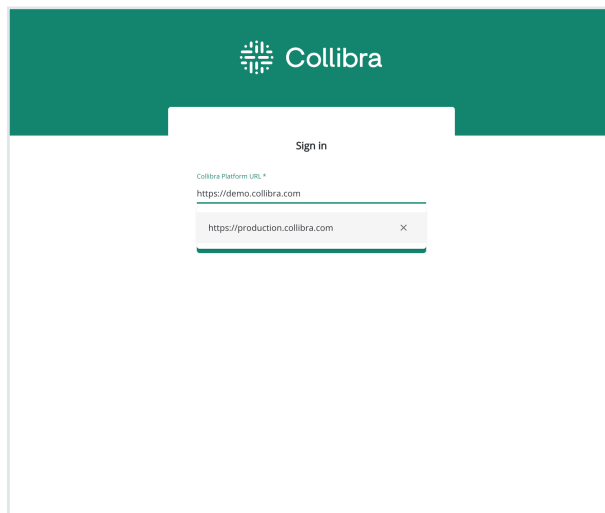 Collibra
Sign in
Collibra Platform URL *
https://demo.collibra.com
https://production.collibra.com